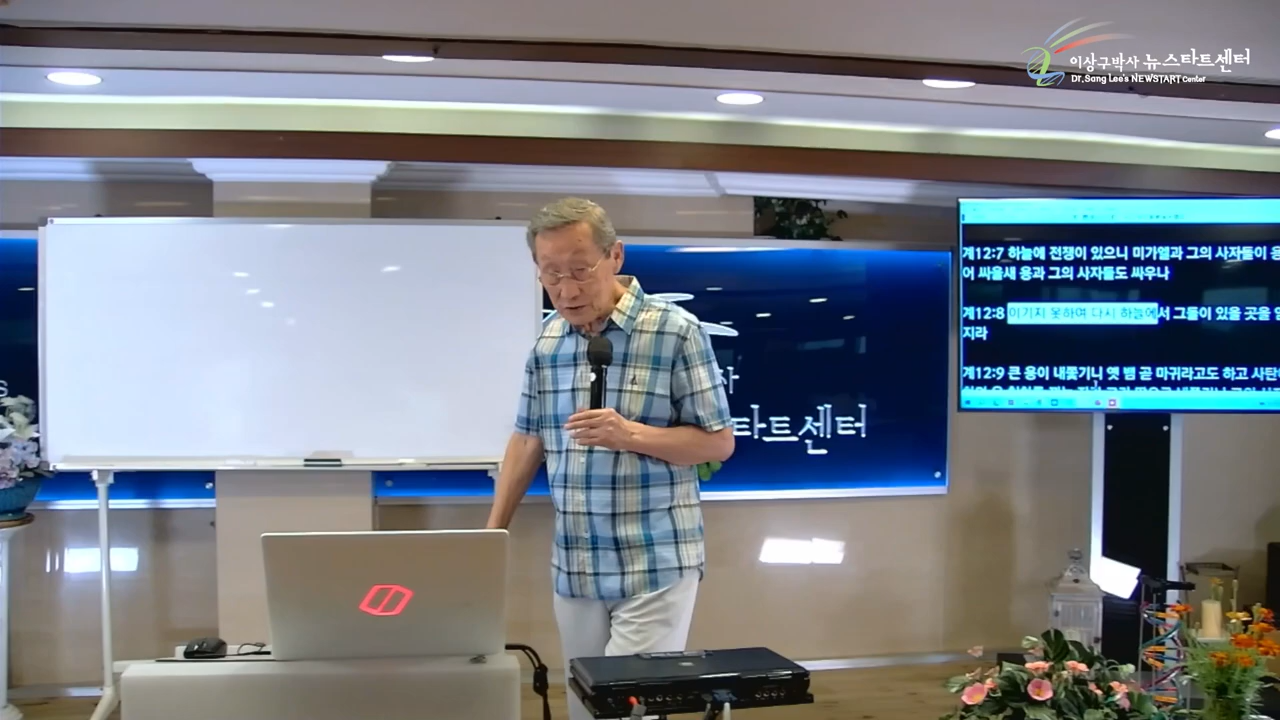 이상구박사 뉴스타트센터
Dr. Sang Lee's NEWSTART Center
계12:7 하늘에 전쟁이 있으니 미가엘과 그의 사자들이
어 싸울새 용과 그의 사자들도 싸우나
계12:8 이기지 못하여 다시 하늘에서 그들이 있을 곳을
지라
계12:9 큰 용이 내쫓기니 옛 뱀 곧 마귀라고도 하고
타트센터
S